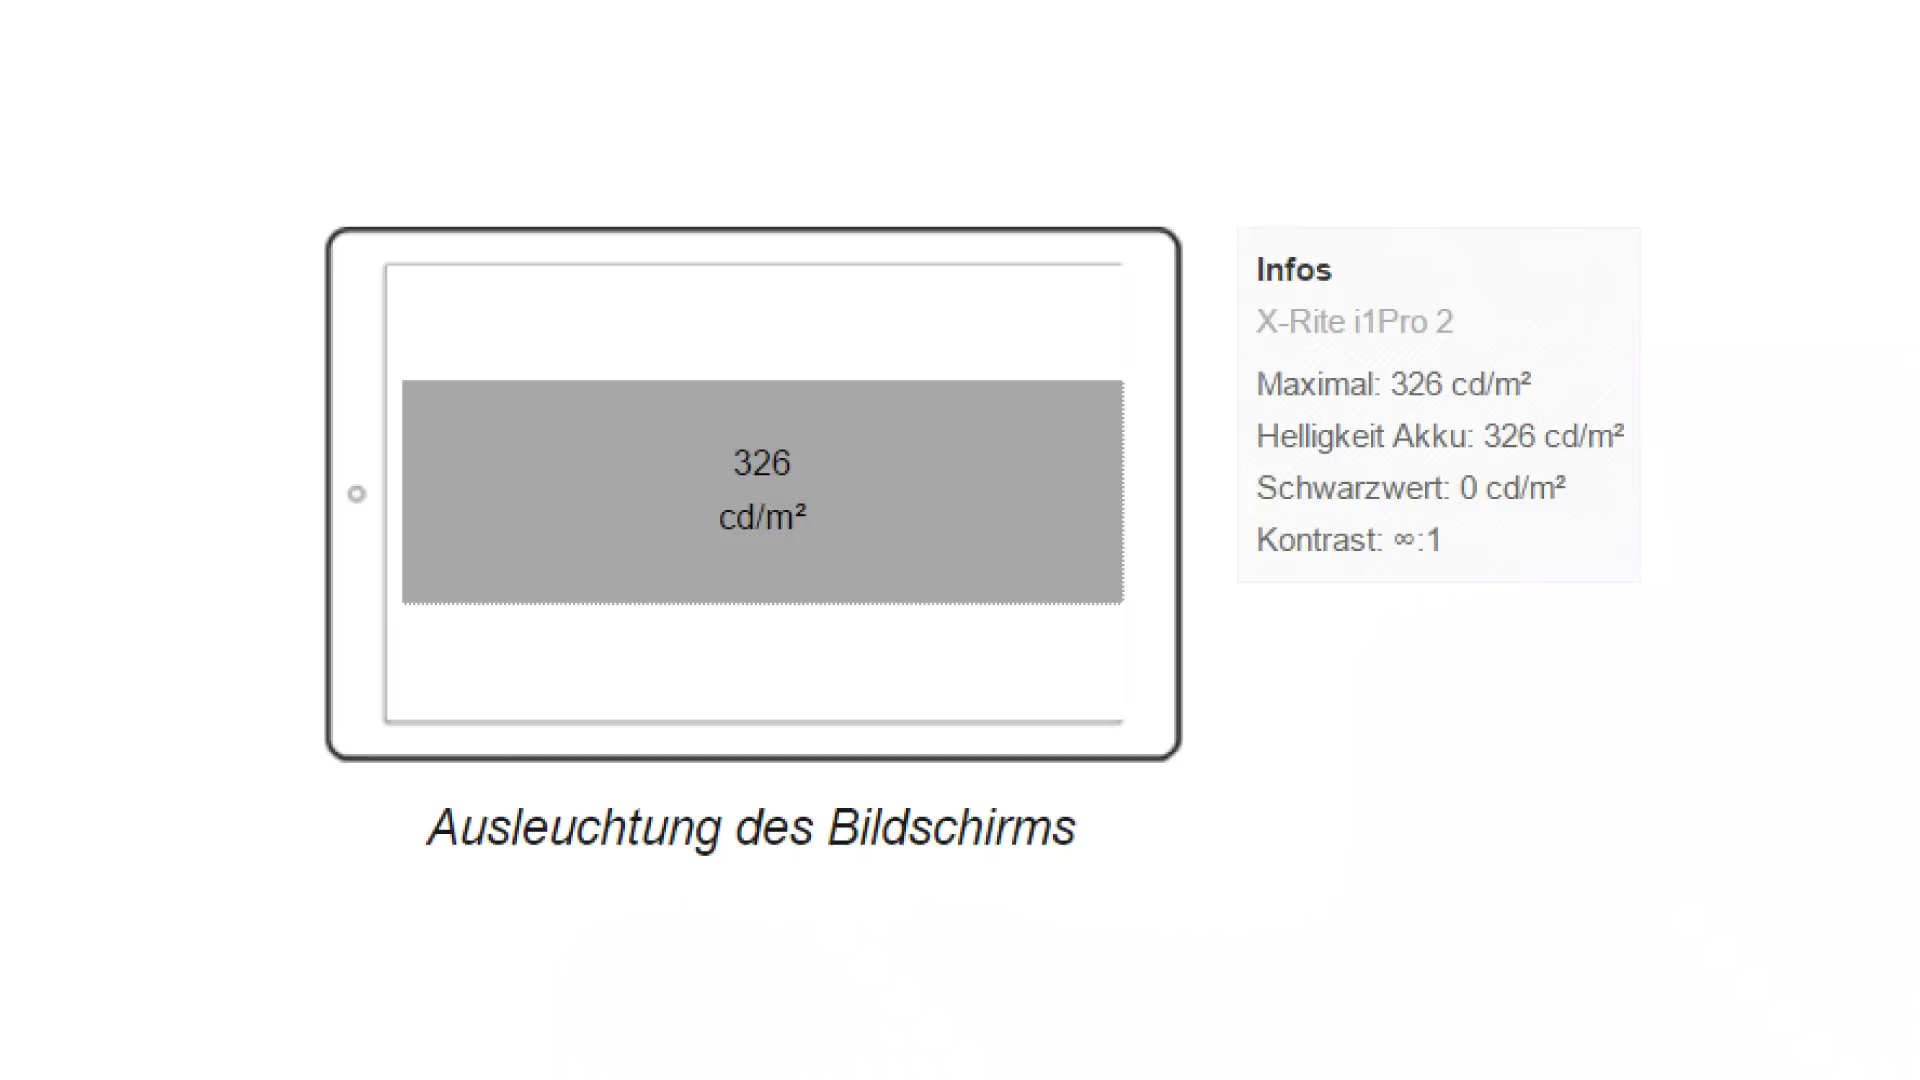 326
cd/m²
Infos
X-Rite i1Pro 2
Maximal: 326 cd/m²
Helligkeit Akku: 326 cd/m²
Schwarzwert: 0 cd/m²
Kontrast: ∞:1
Ausleuchtung des Bildschirms